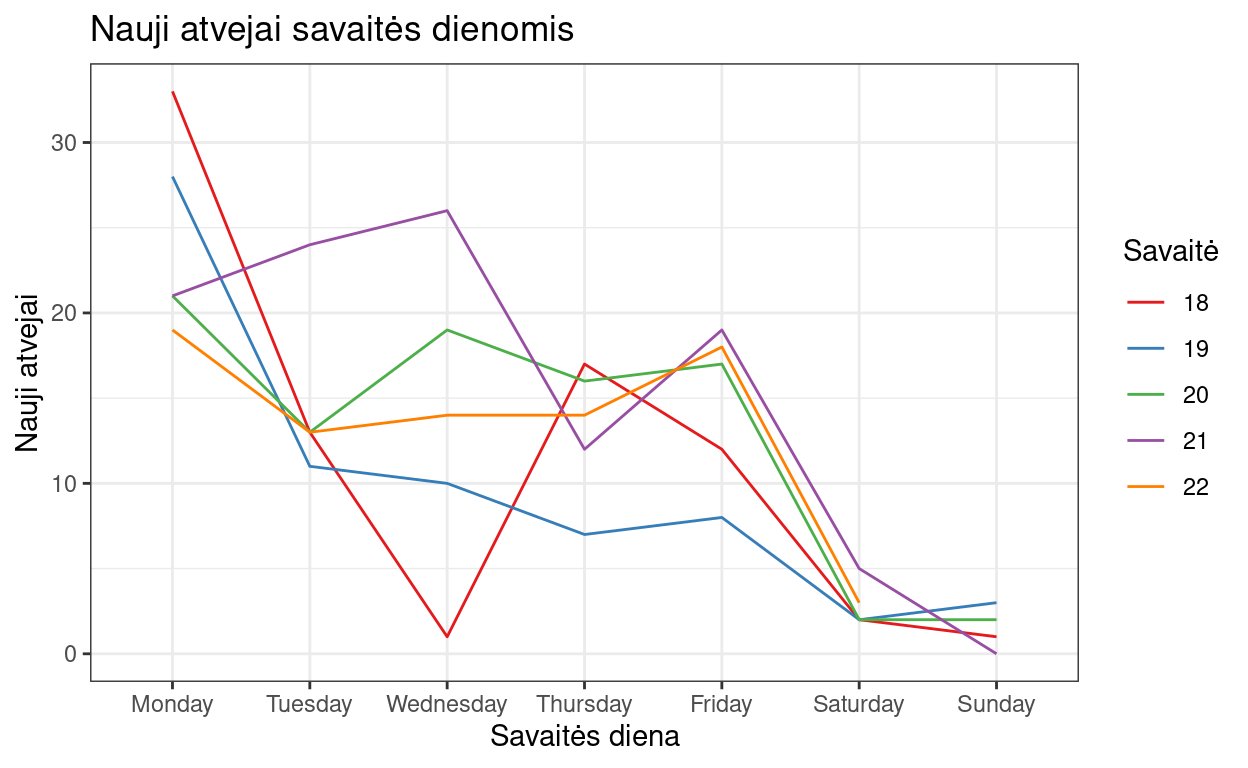 Nauji atvejai savaitės dienomis
Nauji atvejai
30
20
10
0
Monday Tuesday Wednesday Thursday Friday Saturday Sunday
Savaitės diena
Savaitė
18
19
20
21
22